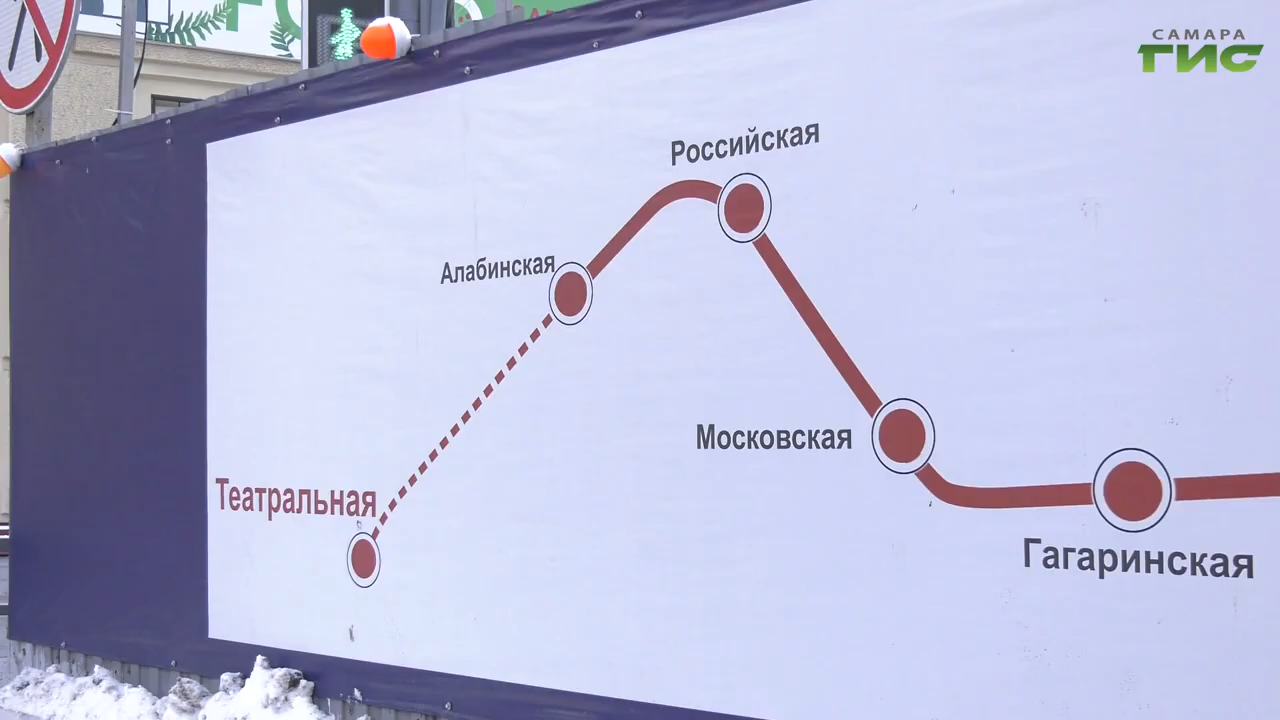 САМАРА
ГИС
Российская
Алабинская
Московская
Театральная
Гагаринская